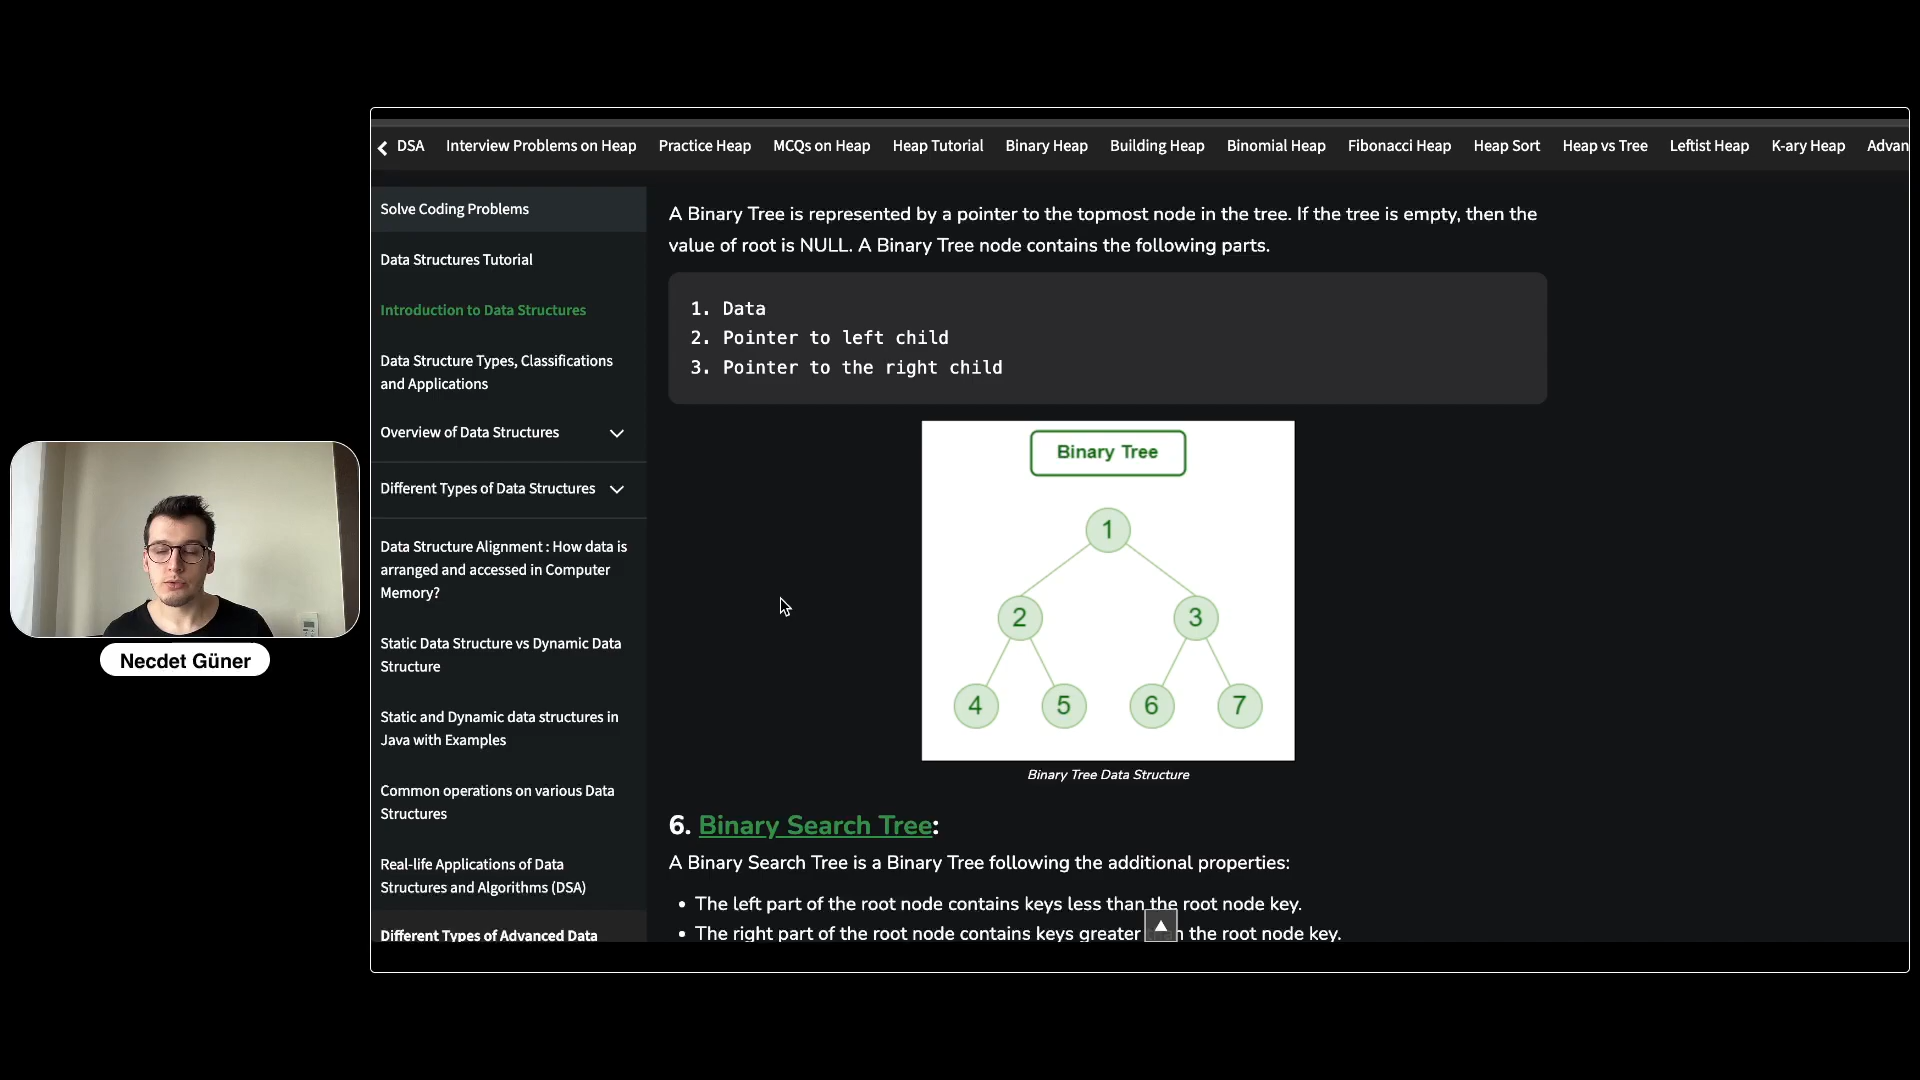 DSA Interview Problems on Heap Practice Heap MCQs on Heap Heap Tutorial Binary Heap Building Heap Binomial Heap Fibonacci Heap Heap Sort Heap vs Tree Leftist Heap K-ary Heap Advan
Solve Coding Problems
Data Structures Tutorial
Introduction to Data Structures
Data Structure Types, Classifications
and Applications
Overview of Data Structures
Different Types of Data Structures
Data Structure Alignment : How data is
arranged and accessed in Computer
Memory?
Static Data Structure vs Dynamic Data
Structure
Static and Dynamic data structures in
Java with Examples
Common operations on various Data
Structures
Real-life Applications of Data
Structures and Algorithms (DSA)
Different Types of Advanced Data
A Binary Tree is represented by a pointer to the topmost node in the tree. If the tree is empty, then the
value of root is NULL. A Binary Tree node contains the following parts.
1. Data
2. Pointer to left child
3. Pointer to the right child
Binary Tree
1
2 3
4 5 6 7
Binary Tree Data Structure
6. Binary Search Tree:
A Binary Search Tree is a Binary Tree following the additional properties:
• The left part of the root node contains keys less than the root node key.
• The right part of the root node contains keys greater the root node key.
Necdet Güner